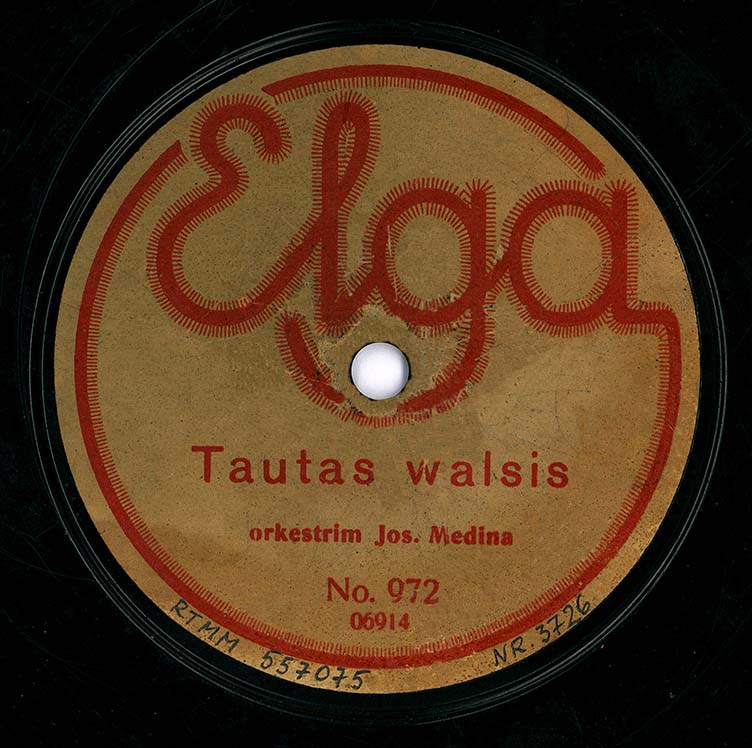 Elga
Tautas walsis
orkestrim Jos. Medina
No. 972
06914
RTMM 557075 NR. 3726